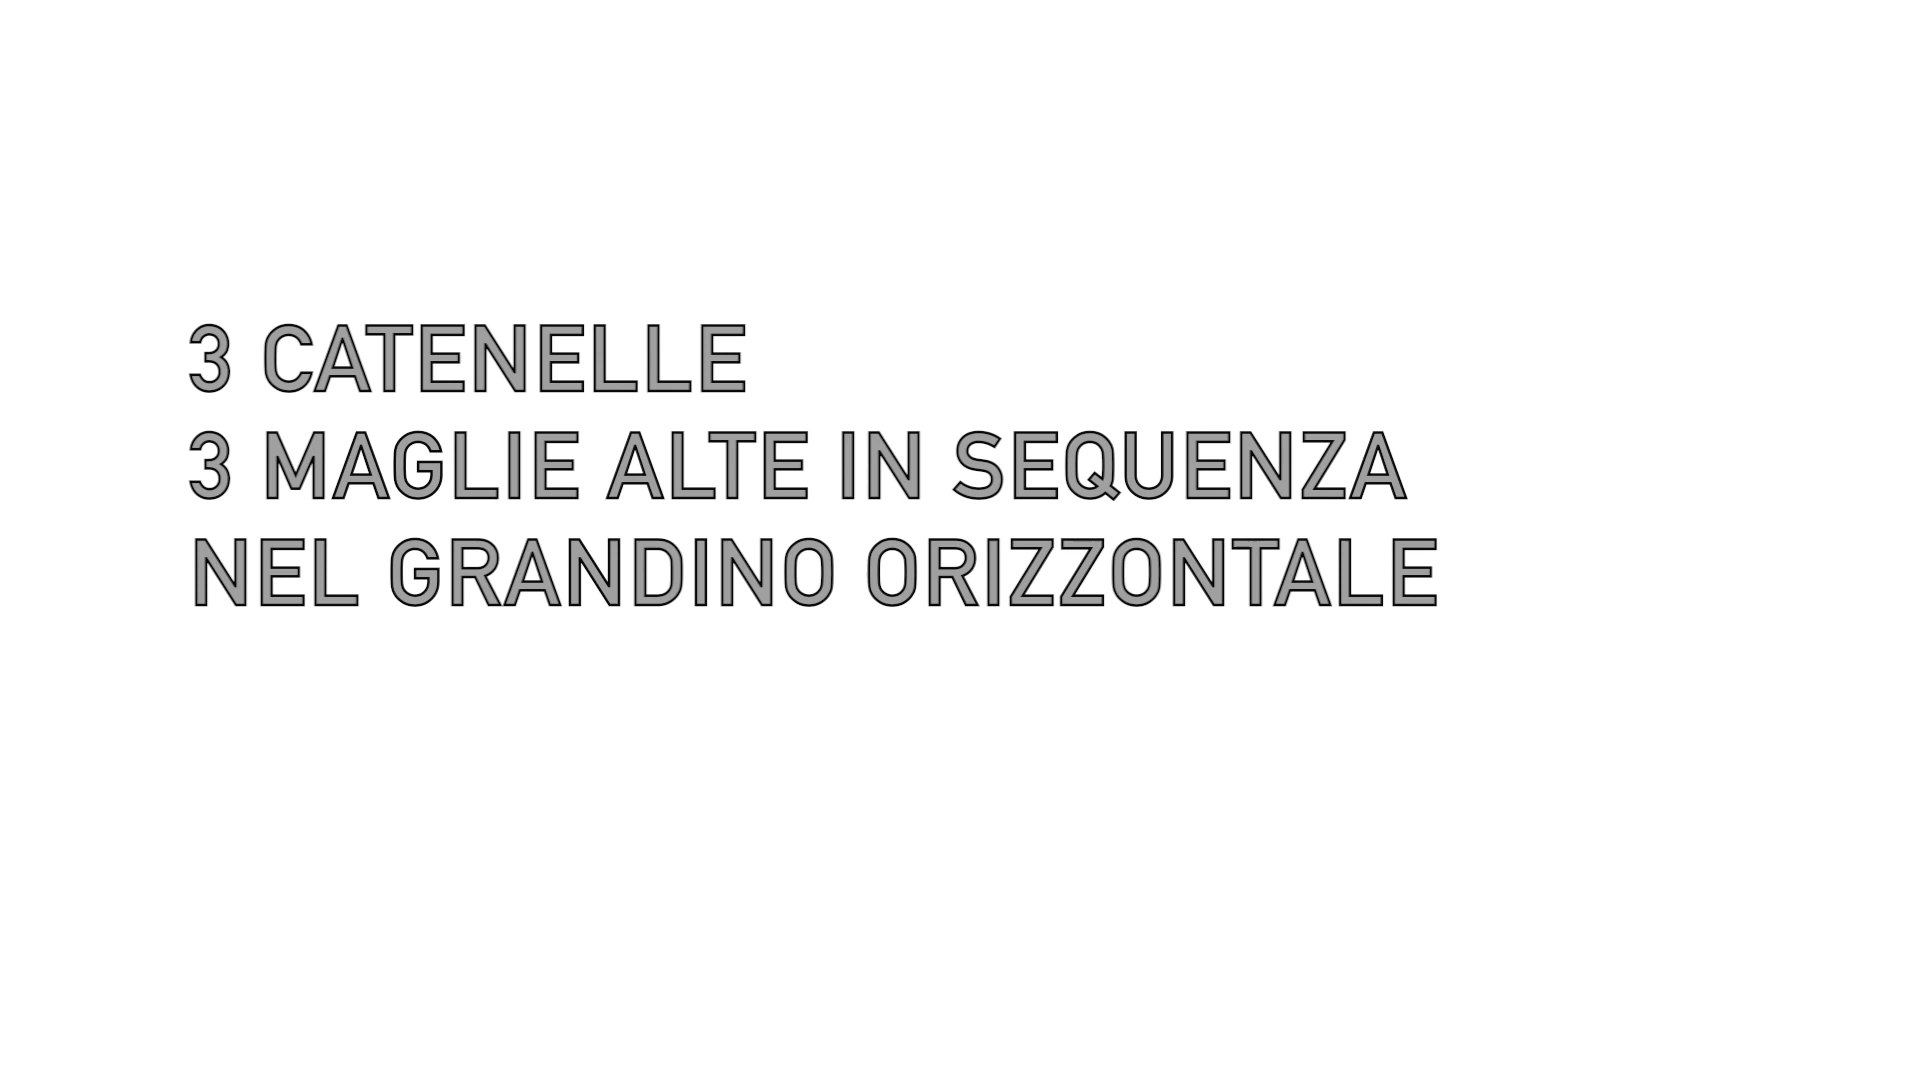 3 CATENELLE
3 MAGLIE ALTE IN SEQUENZA
NEL GRANDINO ORIZZONTALE